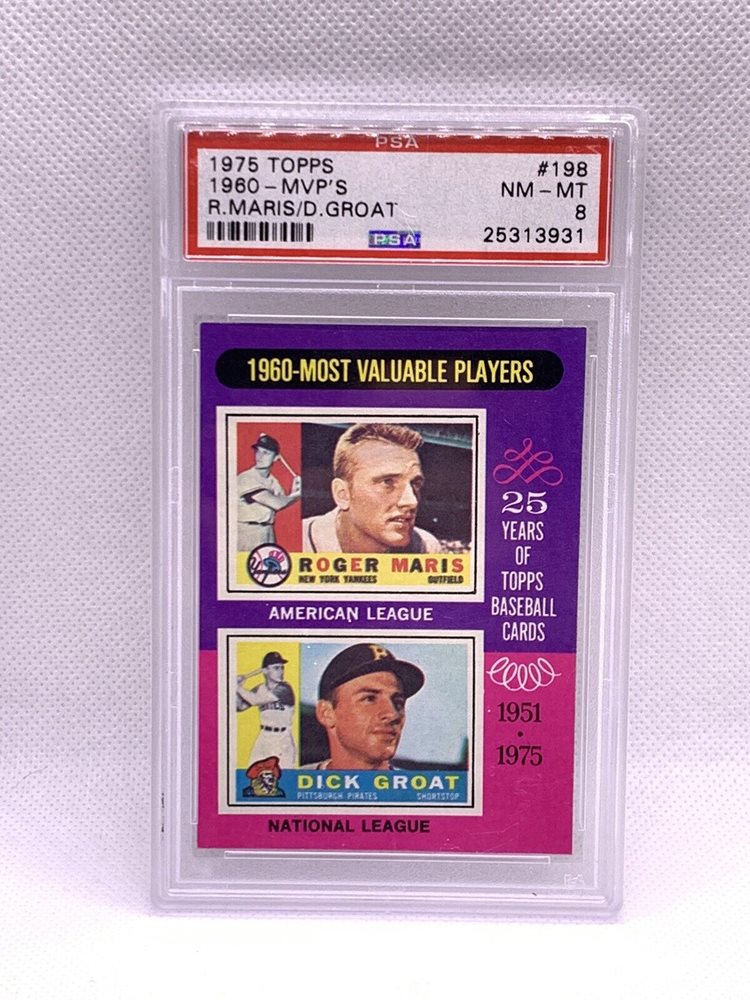 PSA
1975 TOPPS #198
1960-MVP'S NM-MT
R.MARIS/D.GROAT 8
PSA 25313931
1960-MOST VALUABLE PLAYERS
ROGER MARIS
NEW YORK YANKEES OUTFIELD
AMERICAN LEAGUE
25
YEARS
OF
TOPPS
BASEBALL
CARDS
1951
•
1975
P
DICK GROAT
PITTSBURGH PIRATES SHORTSTOP
NATIONAL LEAGUE